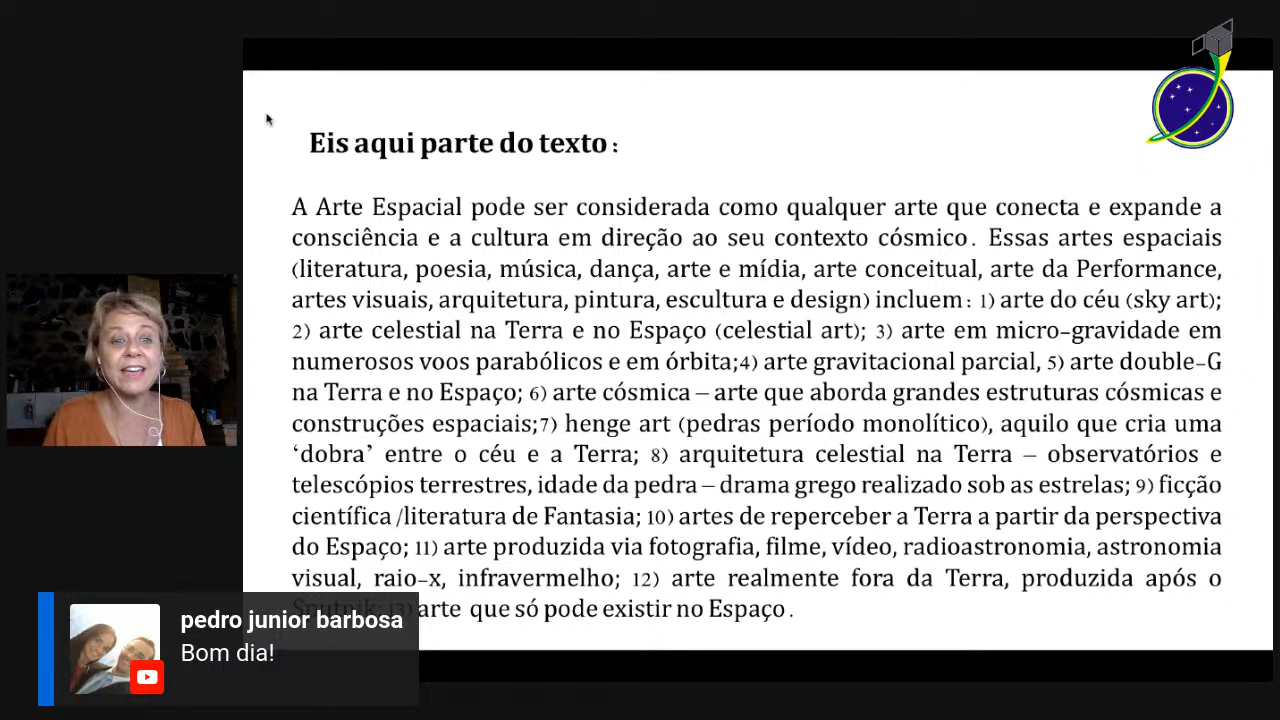 Eis aqui parte do texto :
A Arte Espacial pode ser considerada como qualquer arte que conecta e expande a
consciência e a cultura em direção ao seu contexto cósmico. Essas artes espaciais
(literatura, poesia, música, dança, arte e mídia, arte conceitual, arte da Performance,
artes visuais, arquitetura, pintura, escultura e design) incluem: 1) arte do céu (sky art);
2) arte celestial na Terra e no Espaço (celestial art); 3) arte em micro-gravidade em
numerosos voos parabólicos e em órbita;4) arte gravitacional parcial, 5) arte double-G
na Terra e no Espaço; 6) arte cósmica – arte que aborda grandes estruturas cósmicas e
construções espaciais;7) henge art (pedras período monolítico), aquilo que cria uma
‘dobra’ entre o céu e a Terra; 8) arquitetura celestial na Terra – observatórios e
telescópios terrestres, idade da pedra – drama grego realizado sob as estrelas; 9) ficção
científica /literatura de Fantasia; 10) artes de reperceber a Terra a partir da perspectiva
do Espaço; 11) arte produzida via fotografia, filme, vídeo, radioastronomia, astronomia
visual, raio-x, infravermelho; 12) arte realmente fora da Terra, produzida após o
Sputnik; 13) arte que só pode existir no Espaço.
pedro junior barbosa
Bom dia!